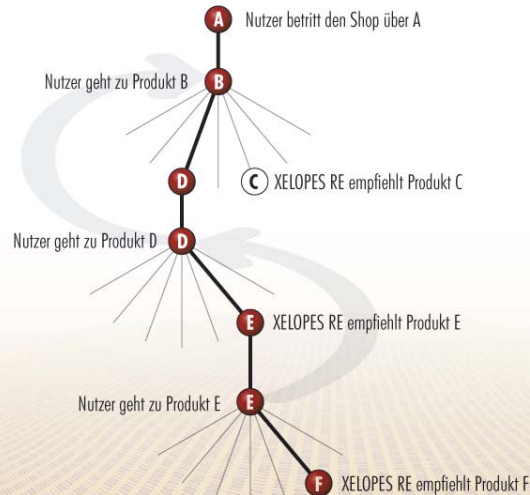 A Nutzer betritt den Shop über A
Nutzer geht zu Produkt B B
D C XELOPES RE empfiehlt Produkt C
Nutzer geht zu Produkt D D
E XELOPES RE empfiehlt Produkt E
Nutzer geht zu Produkt E E
F XELOPES RE empfiehlt Produkt F